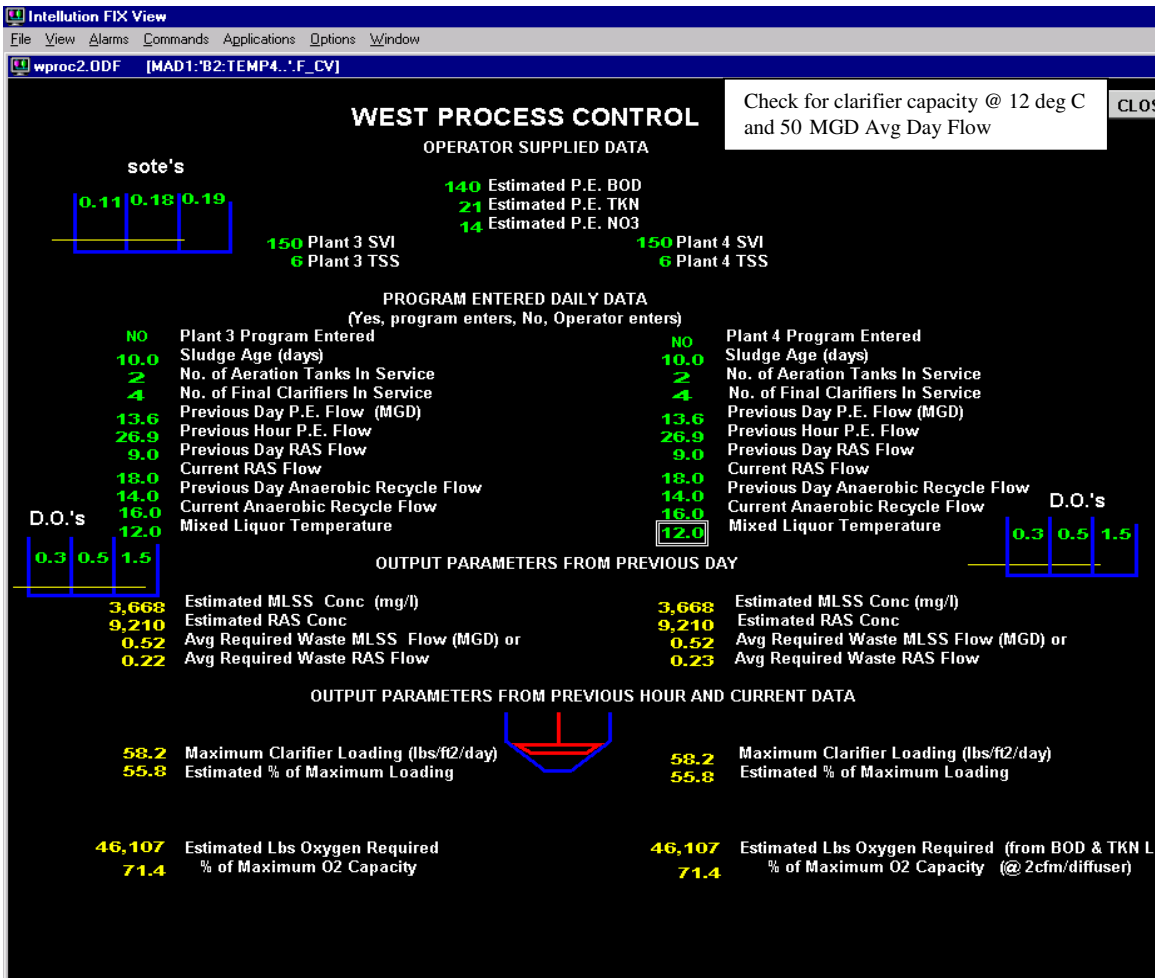 Intellution FIX View
File View Alarms Commands Applications Options Window
wproc2.ODF [MAD1:'B2:TEMP4..'.F_CV]
Check for clarifier capacity @ 12 deg C
and 50 MGD Avg Day Flow
CLOS
WEST PROCESS CONTROL
OPERATOR SUPPLIED DATA
sote's
0.11 0.18 0.19
140 Estimated P.E. BOD
21 Estimated P.E. TKN
14 Estimated P.E. NO3
150 Plant 3 SVI 150 Plant 4 SVI
6 Plant 3 TSS 6 Plant 4 TSS
PROGRAM ENTERED DAILY DATA
(Yes, program enters, No, Operator enters)
NO Plant 3 Program Entered NO Plant 4 Program Entered
10.0 Sludge Age (days) 10.0 Sludge Age (days)
2 No. of Aeration Tanks In Service 2 No. of Aeration Tanks In Service
4 No. of Final Clarifiers In Service 4 No. of Final Clarifiers In Service
13.6 Previous Day P.E. Flow (MGD) 13.6 Previous Day P.E. Flow (MGD)
26.9 Previous Hour P.E. Flow 26.9 Previous Hour P.E. Flow
9.0 Previous Day RAS Flow 9.0 Previous Day RAS Flow
18.0 Current RAS Flow 18.0 Current RAS Flow
14.0 Previous Day Anaerobic Recycle Flow 14.0 Previous Day Anaerobic Recycle Flow
16.0 Current Anaerobic Recycle Flow 16.0 Current Anaerobic Recycle Flow
12.0 Mixed Liquor Temperature 12.0 Mixed Liquor Temperature
D.O.'s D.O.'s
0.3 0.5 1.5 0.3 0.5 1.5
OUTPUT PARAMETERS FROM PREVIOUS DAY
3,668 Estimated MLSS Conc (mg/l) 3,668 Estimated MLSS Conc (mg/l)
9,210 Estimated RAS Conc 9,210 Estimated RAS Conc
0.52 Avg Required Waste MLSS Flow (MGD) or 0.52 Avg Required Waste MLSS Flow (MGD) or
0.22 Avg Required Waste RAS Flow 0.23 Avg Required Waste RAS Flow
OUTPUT PARAMETERS FROM PREVIOUS HOUR AND CURRENT DATA
58.2 Maximum Clarifier Loading (lbs/ft2/day) 58.2 Maximum Clarifier Loading (lbs/ft2/day)
55.8 Estimated % of Maximum Loading 55.8 Estimated % of Maximum Loading
46,107 Estimated Lbs Oxygen Required 46,107 Estimated Lbs Oxygen Required (from BOD & TKN L
71.4 % of Maximum O2 Capacity 71.4 % of Maximum O2 Capacity (@ 2cfm/diffuser)